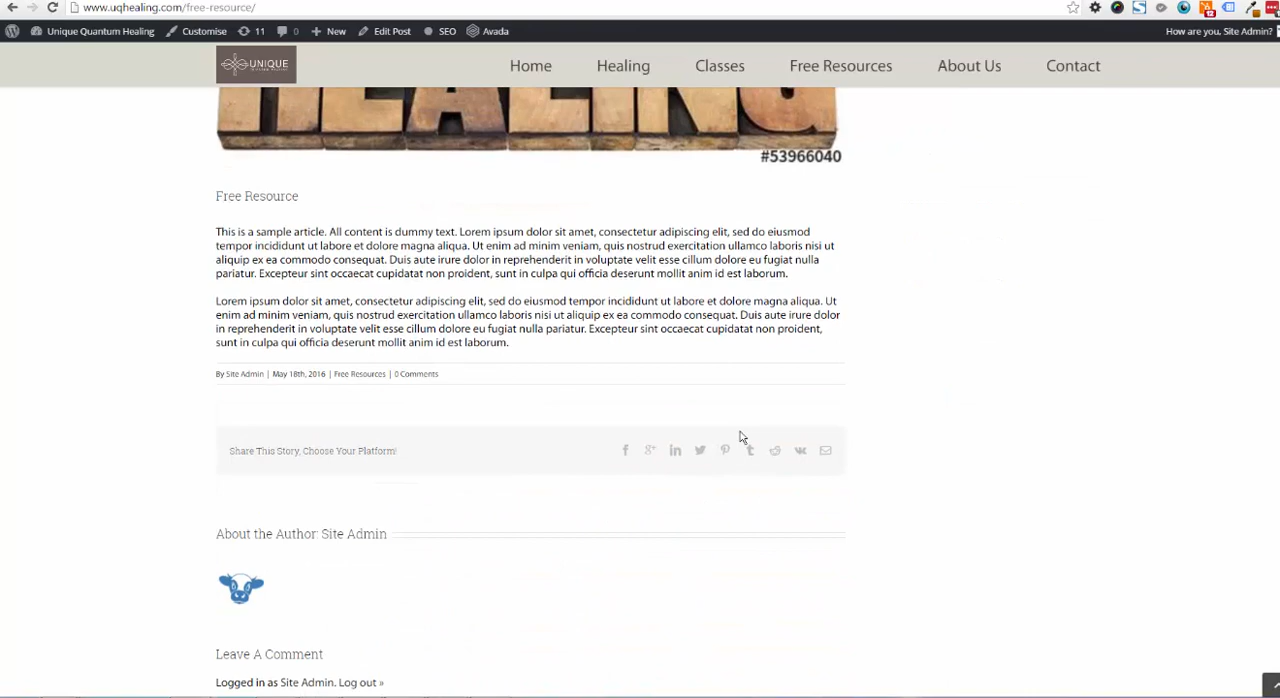 www.uqhealing.com/free-resource/
Unique Quantum Healing Customise 11 0 New Edit Post SEO Avada How are you, Site Admin?
12
UNIQUE
Home Healing Classes Free Resources About Us Contact
HEALING
#53966040
Free Resource
This is a sample article. All content is dummy text. Lorem ipsum dolor sit amet, consectetur adipiscing elit, sed do eiusmod
tempor incididunt ut labore et dolore magna aliqua. Ut enim ad minim veniam, quis nostrud exercitation ullamco laboris nisi ut
aliquip ex ea commodo consequat. Duis aute irure dolor in reprehenderit in voluptate velit esse cillum dolore eu fugiat nulla
pariatur. Excepteur sint occaecat cupidatat non proident, sunt in culpa qui officia deserunt mollit anim id est laborum.
Lorem ipsum dolor sit amet, consectetur adipiscing elit, sed do eiusmod tempor incididunt ut labore et dolore magna aliqua. Ut
enim ad minim veniam, quis nostrud exercitation ullamco laboris nisi ut aliquip ex ea commodo consequat. Duis aute irure dolor
in reprehenderit in voluptate velit esse cillum dolore eu fugiat nulla pariatur. Excepteur sint occaecat cupidatat non proident,
sunt in culpa qui officia deserunt mollit anim id est laborum.
By Site Admin | May 18th, 2016 | Free Resources | 0 Comments
Share This Story, Choose Your Platform!
About the Author: Site Admin
Leave A Comment
Logged in as Site Admin. Log out »